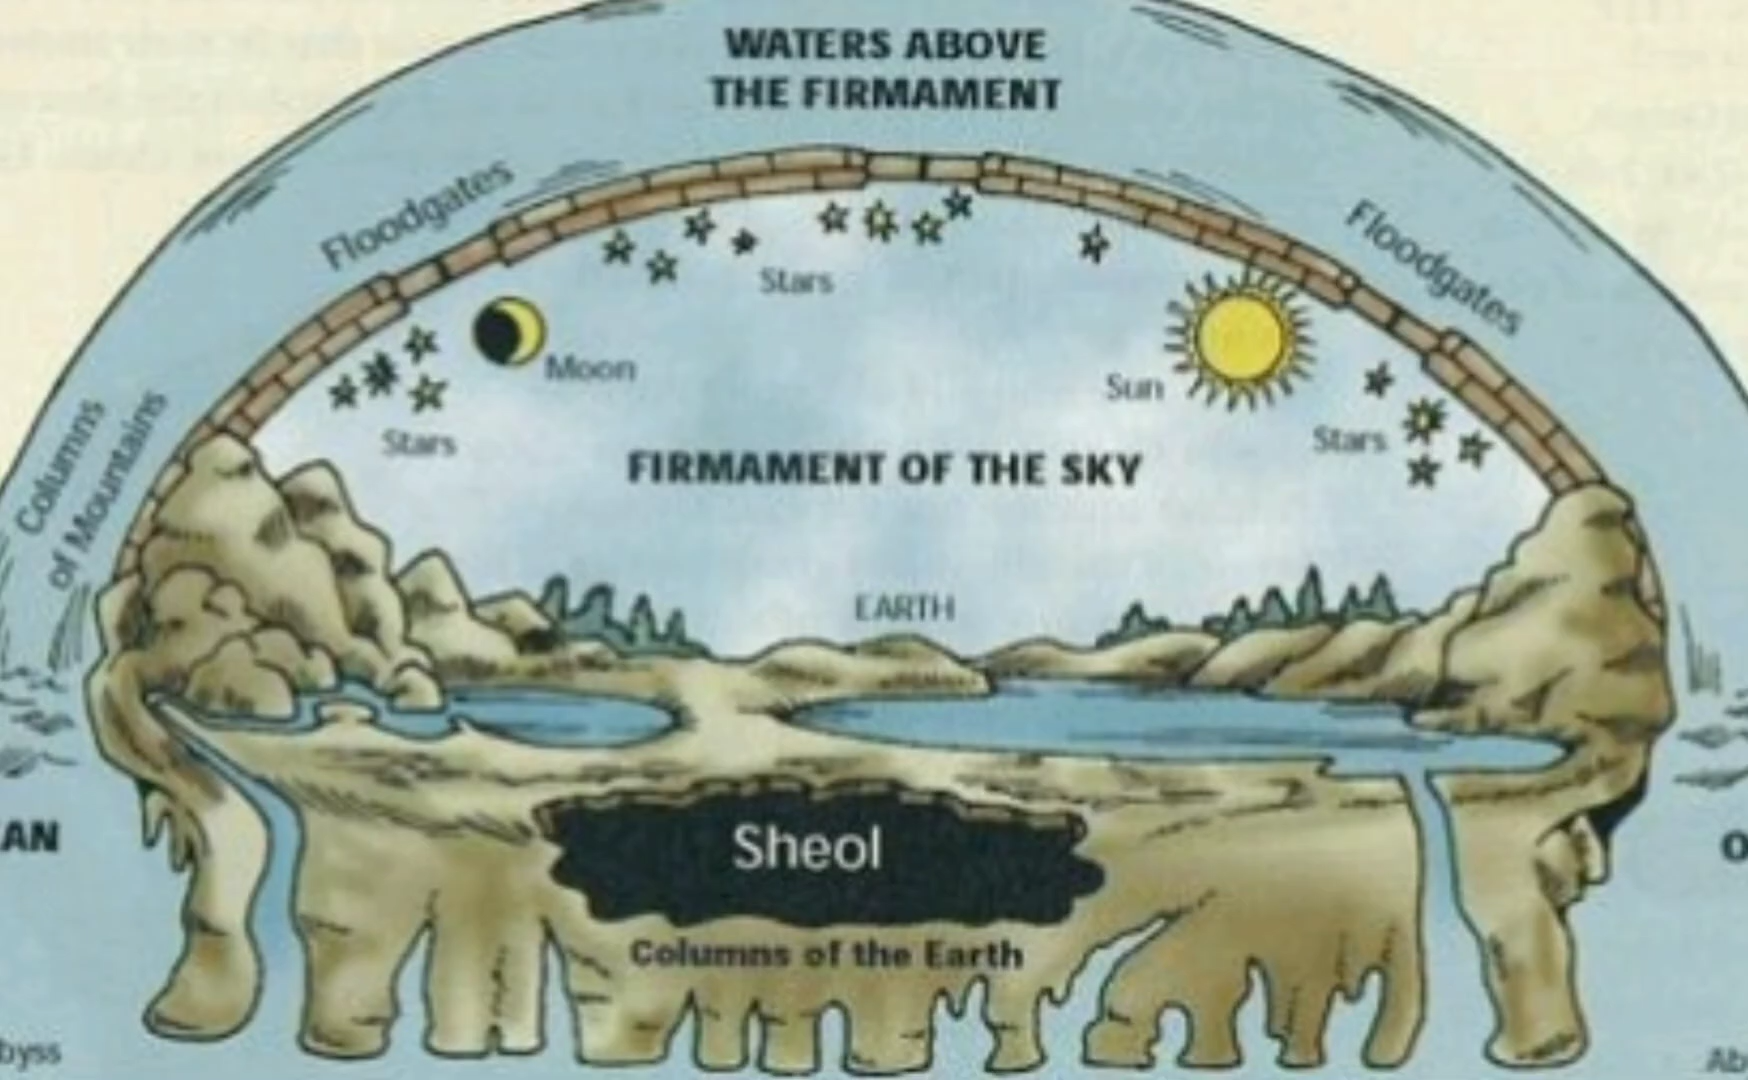 WATERS ABOVE
THE FIRMAMENT
Floodgates
Floodgates
Stars
Moon
Sun
Columns
of Mountains
Stars
Stars
FIRMAMENT OF THE SKY
EARTH
AN
O
Sheol
Columns of the Earth
byss
Ab